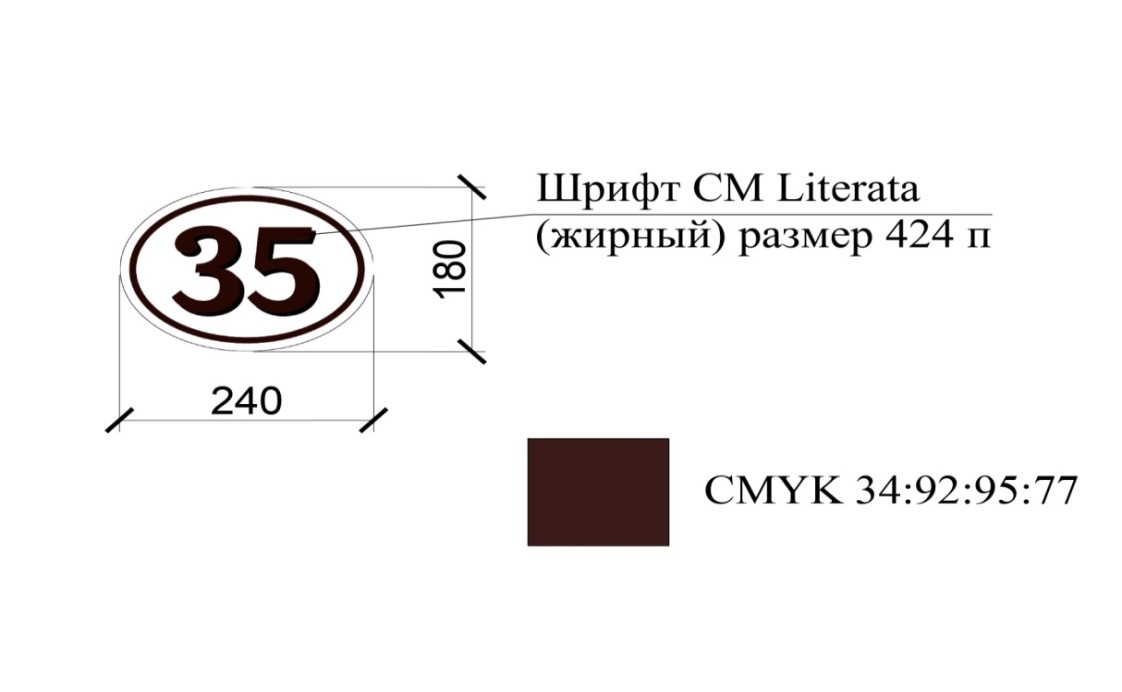 Шрифт CM Literata
(жирный) размер 424 п
35
180
240
CMYK 34:92:95:77